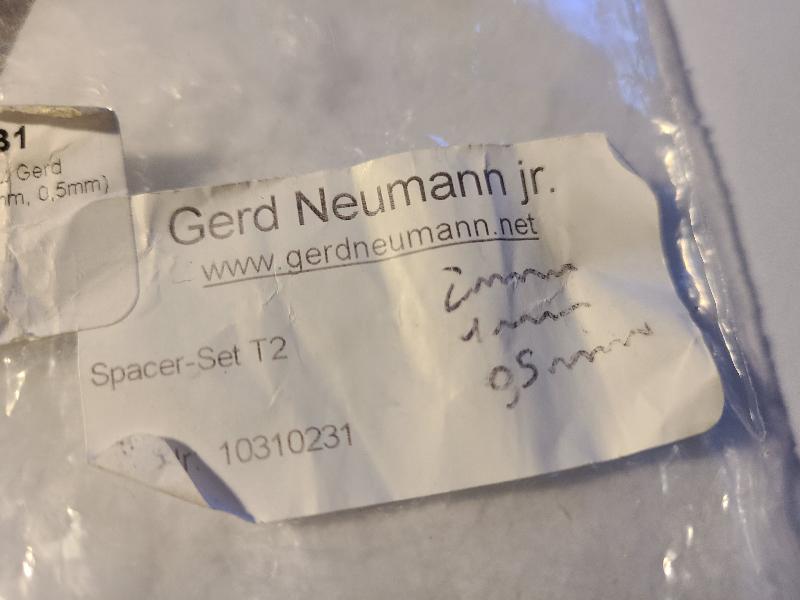 31
Gerd
mm, 0,5mm)
Gerd Neumann jr.
www.gerdneumann.net
2mm
1mm
0,5mm
Spacer-Set T2
Nr. 10310231